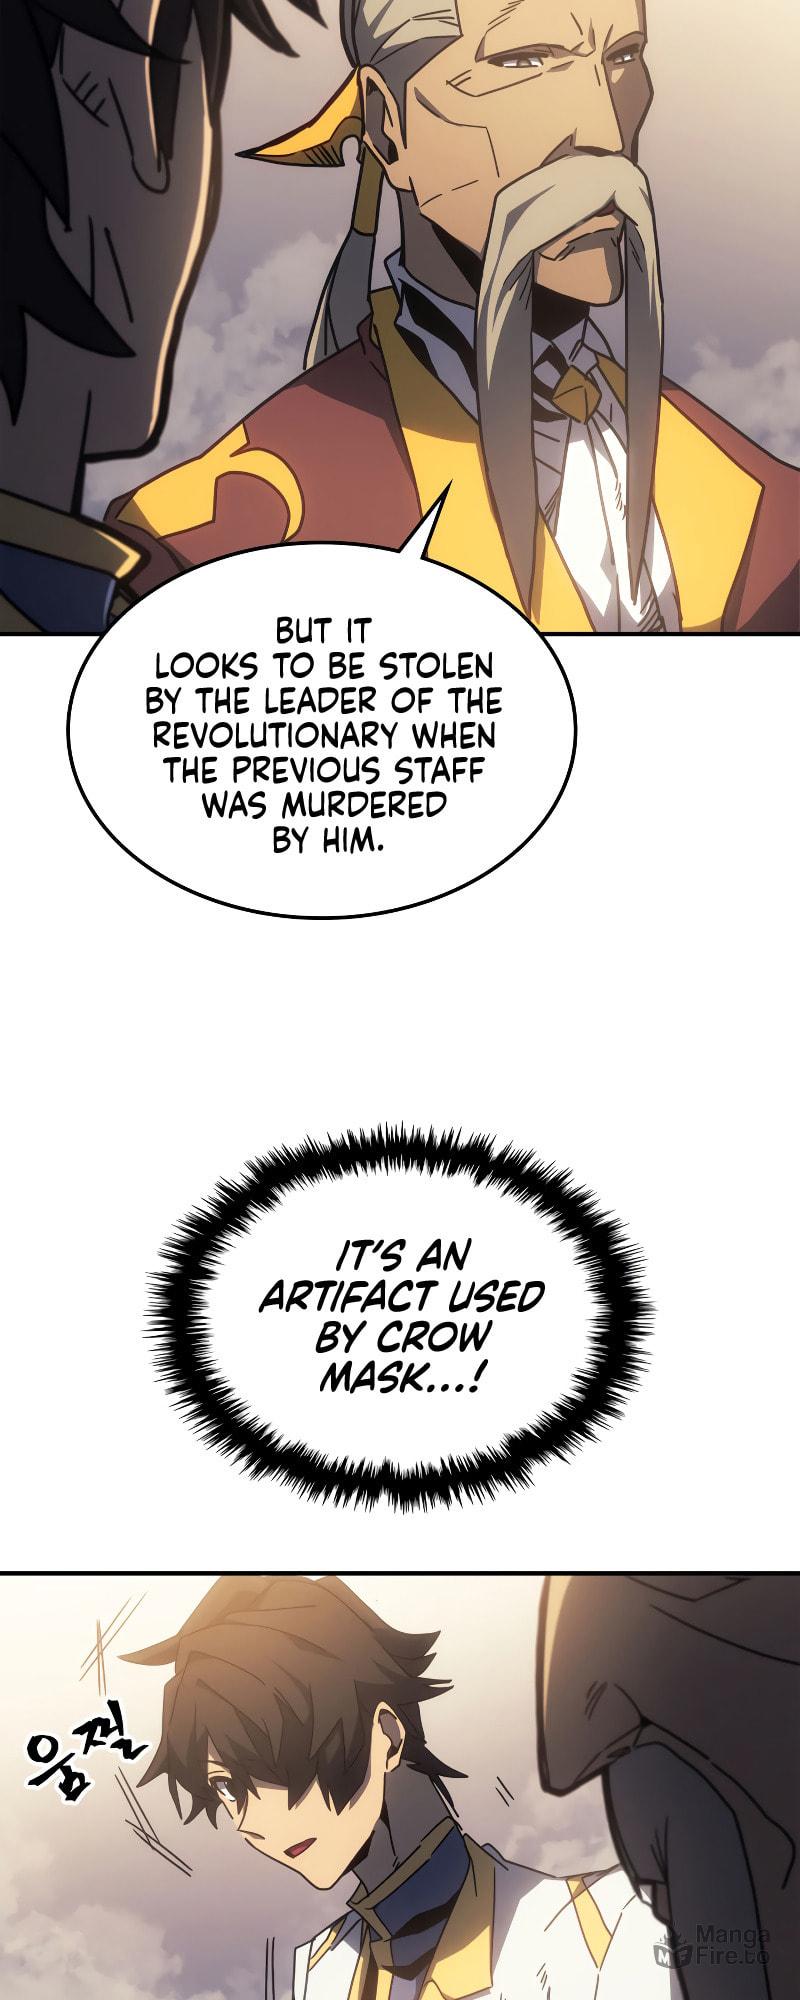 BUT IT
LOOKS TO BE STOLEN
BY THE LEADER OF THE
REVOLUTIONARY WHEN
THE PREVIOUS STAFF
WAS MURDERED
BY HIM.
IT'S AN
ARTIFACT USED
BY CROW
MASK...!
움찔
Manga
Fire.to